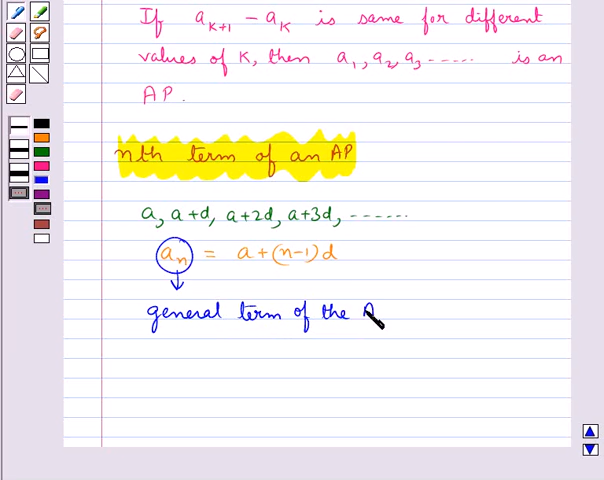 If a_{K+1} - a_K is same for different
values of K, then a_1, a_2, a_3 ------ is an
AP.
nth term of an AP
a, a+d, a+2d, a+3d, -------
a_n = a+(n-1)d
general term of the A